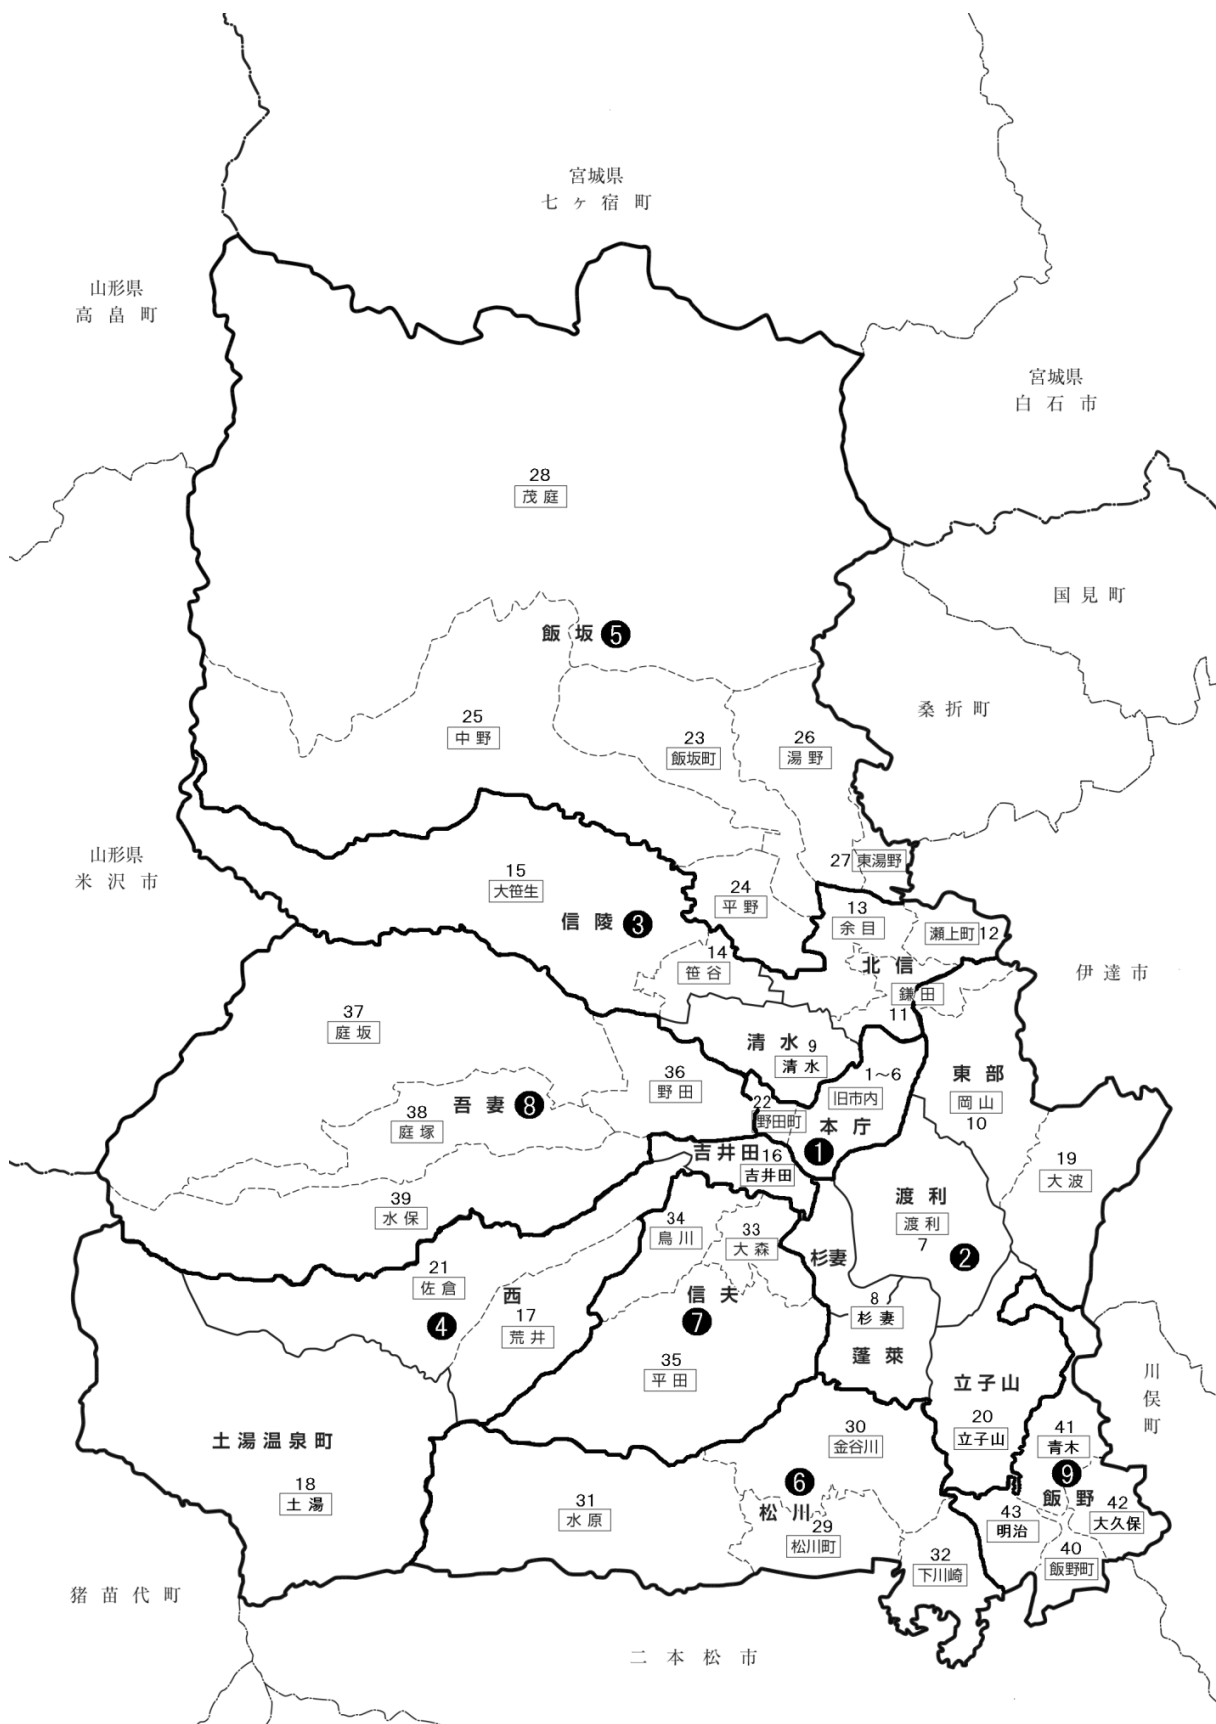 宮城県
七ヶ宿町
山形県
高畠町
宮城県
白石市
28
茂庭
国見町
飯坂 5
桑折町
25
中野
23
飯坂町
26
湯野
山形県
米沢市
15
大笹生
27 東湯野
24
平野
13
余目
信陵 3
瀬上町 12
14
笹谷
北信
伊達市
鎌田
11
37
庭坂
清水 9
清水
36
野田
1~6
旧市内
東部
岡山
10
吾妻 8
22
野田町
本庁
1
38
庭塚
吉井田
16
吉井田
19
大波
39
水保
渡利
渡利
7
2
34
鳥川
33
大森
杉妻
21
佐倉
4
西
17
荒井
信夫
7
8
杉妻
蓬萊
35
平田
立子山
20
立子山
川俣町
土湯温泉町
18
土湯
30
金谷川
41
青木
9
飯野
6
松川
29
松川町
31
水原
43
明治
42
大久保
32
下川崎
40
飯野町
猪苗代町
二本松市